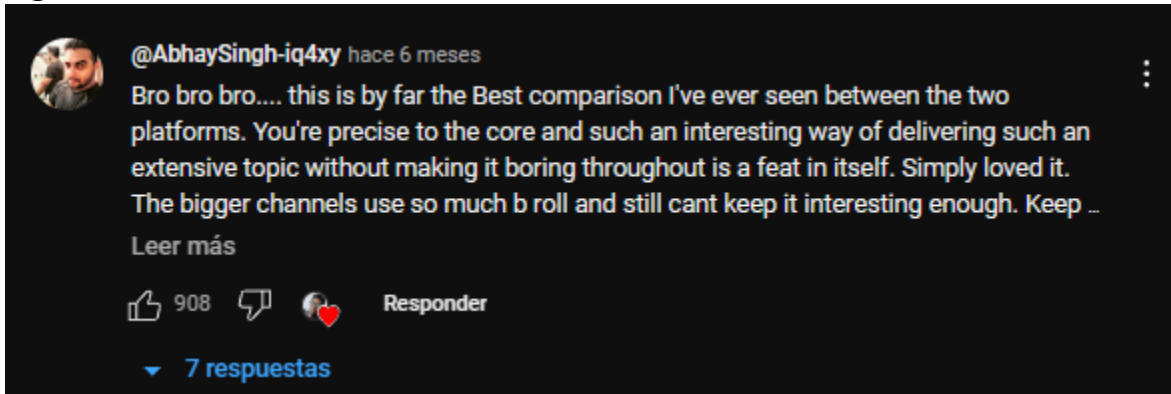 @AbhaySingh-iq4xy hace 6 meses
Bro bro bro.... this is by far the Best comparison I've ever seen between the two
platforms. You're precise to the core and such an interesting way of delivering such an
extensive topic without making it boring throughout is a feat in itself. Simply loved it.
The bigger channels use so much b roll and still cant keep it interesting enough. Keep ...
Leer más
908 Responder
7 respuestas